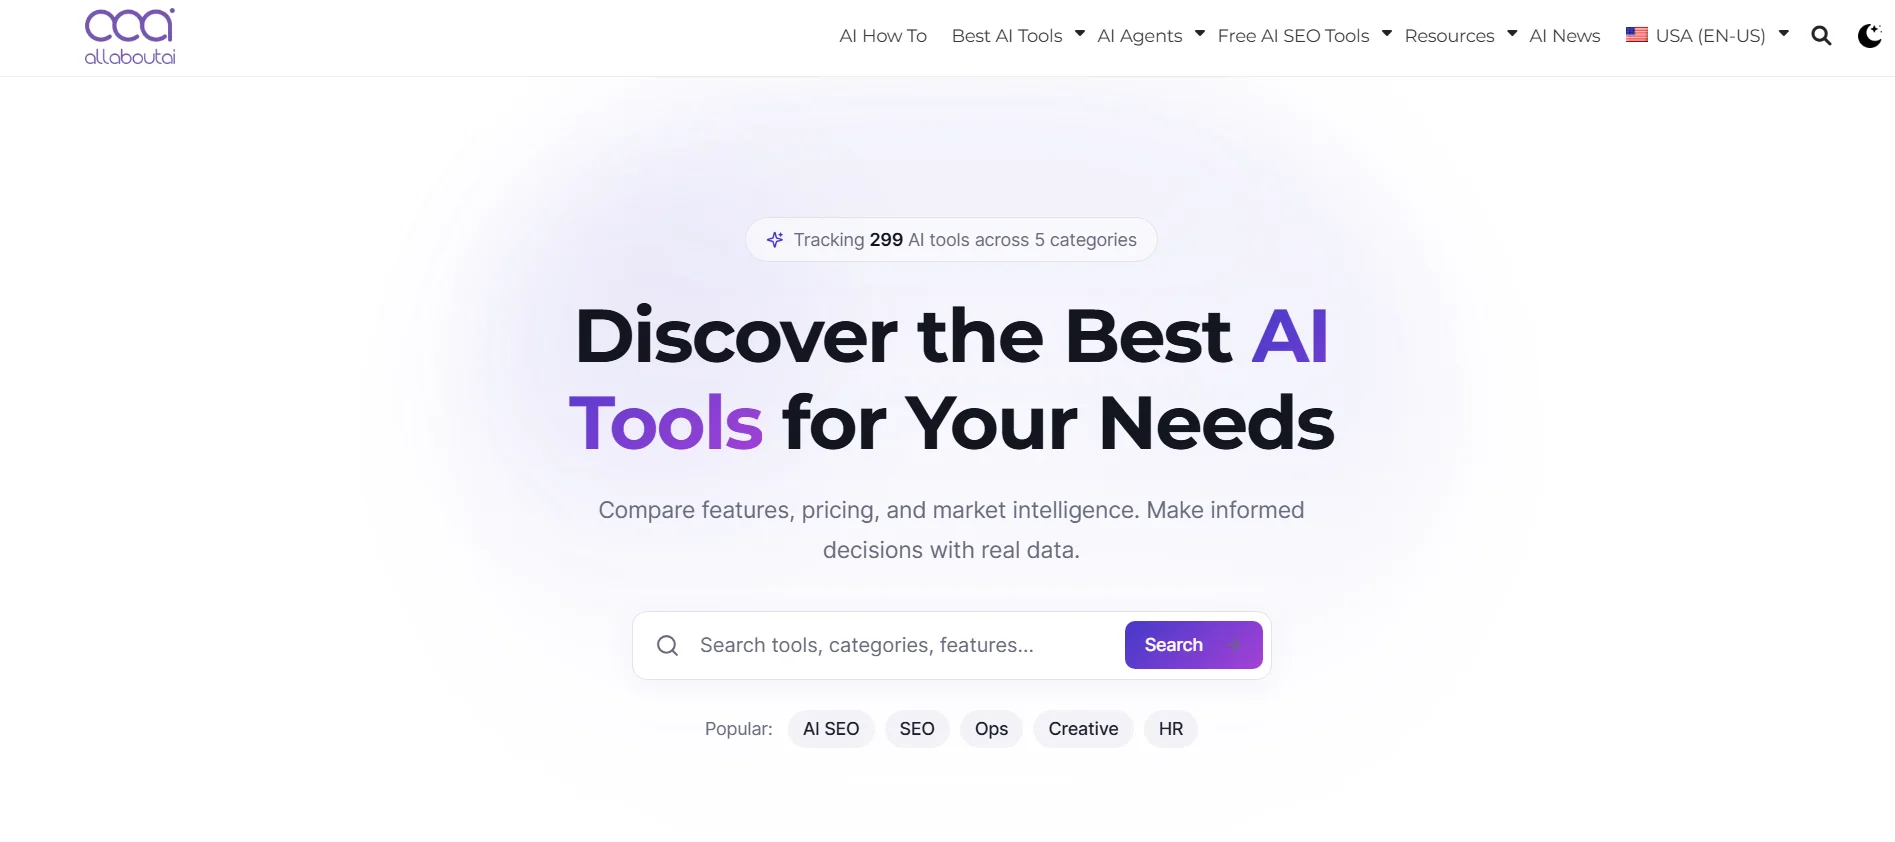 allaboutai
AI How To Best AI Tools AI Agents Free AI SEO Tools Resources AI News USA (EN-US)
Tracking 299 AI tools across 5 categories
Discover the Best AI
Tools for Your Needs
Compare features, pricing, and market intelligence. Make informed
decisions with real data.
Search tools, categories, features... Search
Popular: AI SEO SEO Ops Creative HR